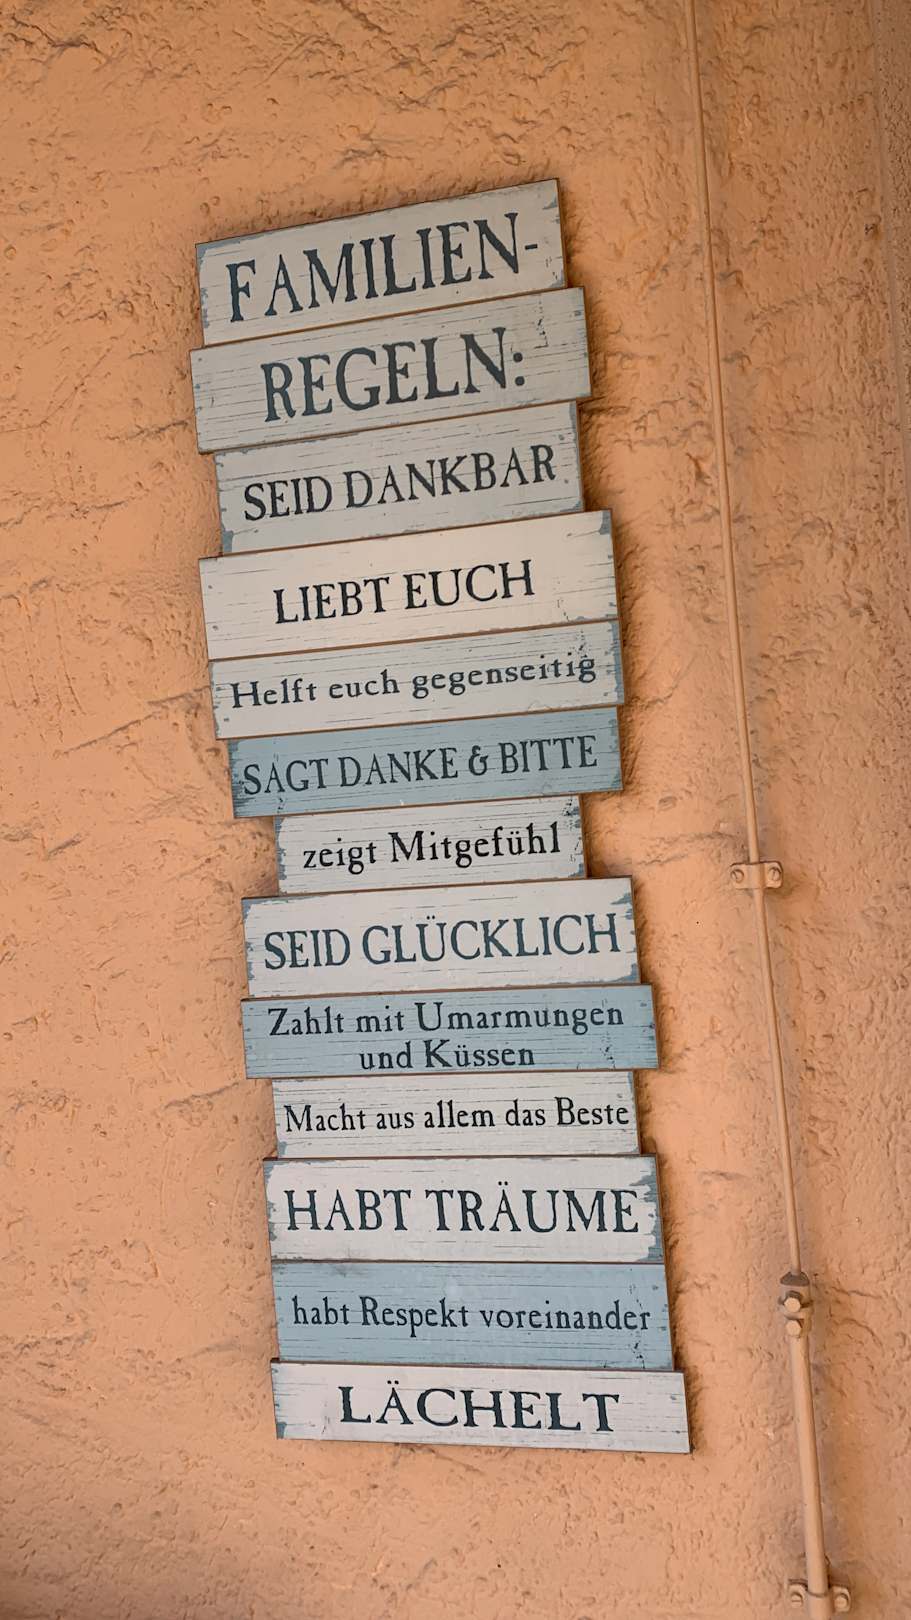 FAMILIEN-
REGELN:
SEID DANKBAR
LIEBT EUCH
Helft euch gegenseitig
SAGT DANKE & BITTE
zeigt Mitgefühl
SEID GLÜCKLICH
Zahlt mit Umarmungen
und Küssen
Macht aus allem das Beste
HABT TRÄUME
habt Respekt voreinander
LÄCHELT